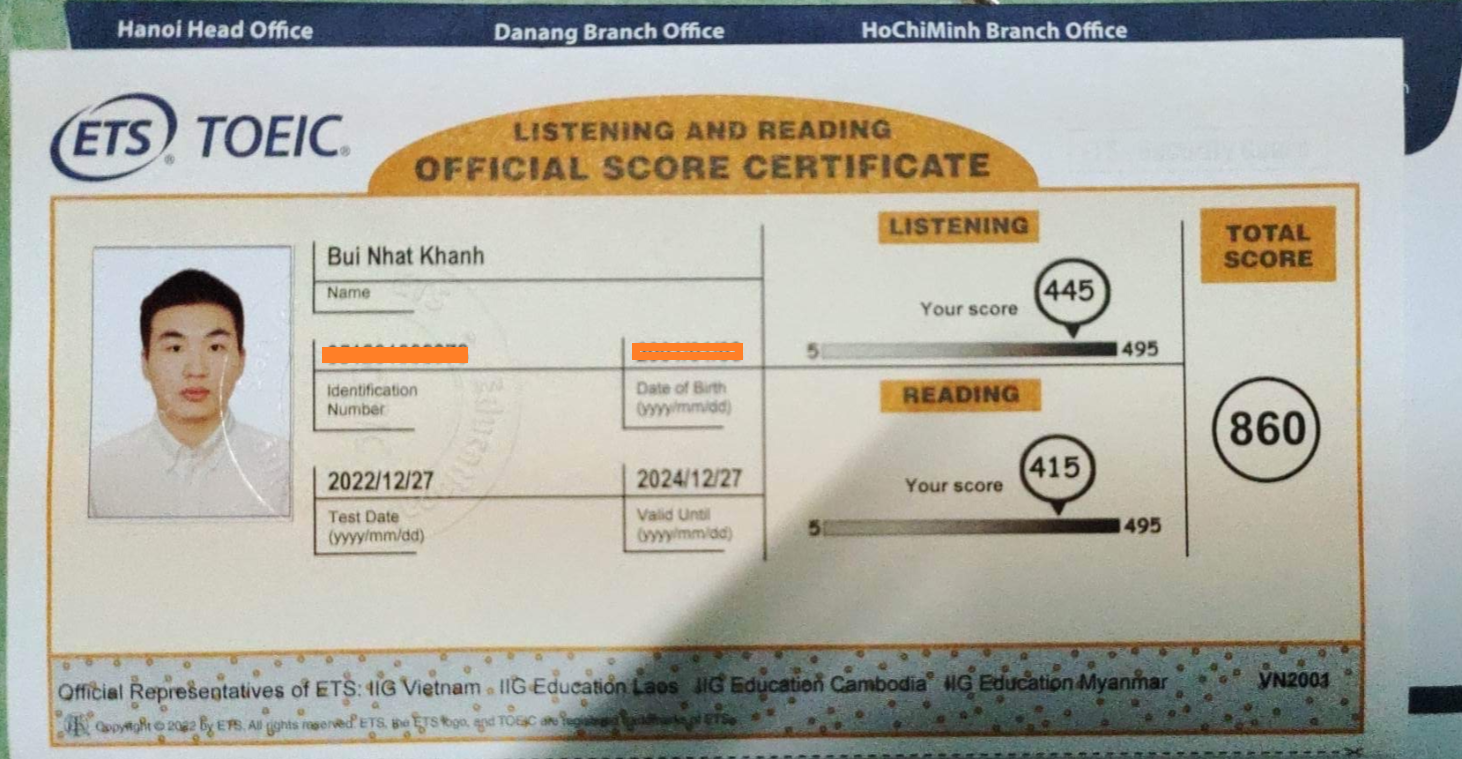 Hanoi Head Office
Danang Branch Office
HoChiMinh Branch Office
ETS® TOEIC®
LISTENING AND READING
OFFICIAL SCORE CERTIFICATE
Bui Nhat Khanh
Name
Identification
Number
Date of Birth
(yyyy/mm/dd)
2022/12/27
Test Date
(yyyy/mm/dd)
2024/12/27
Valid Until
(yyyy/mm/dd)
LISTENING
Your score
445
5
495
READING
Your score
415
5
495
TOTAL
SCORE
860
Official Representatives of ETS: IIG Vietnam IIG Education Laos IIG Education Cambodia IIG Education Myanmar
VN2001
Copyright © 2022 by ETS. All rights reserved. ETS, the ETS logo, and TOEIC are registered trademarks of ETS.